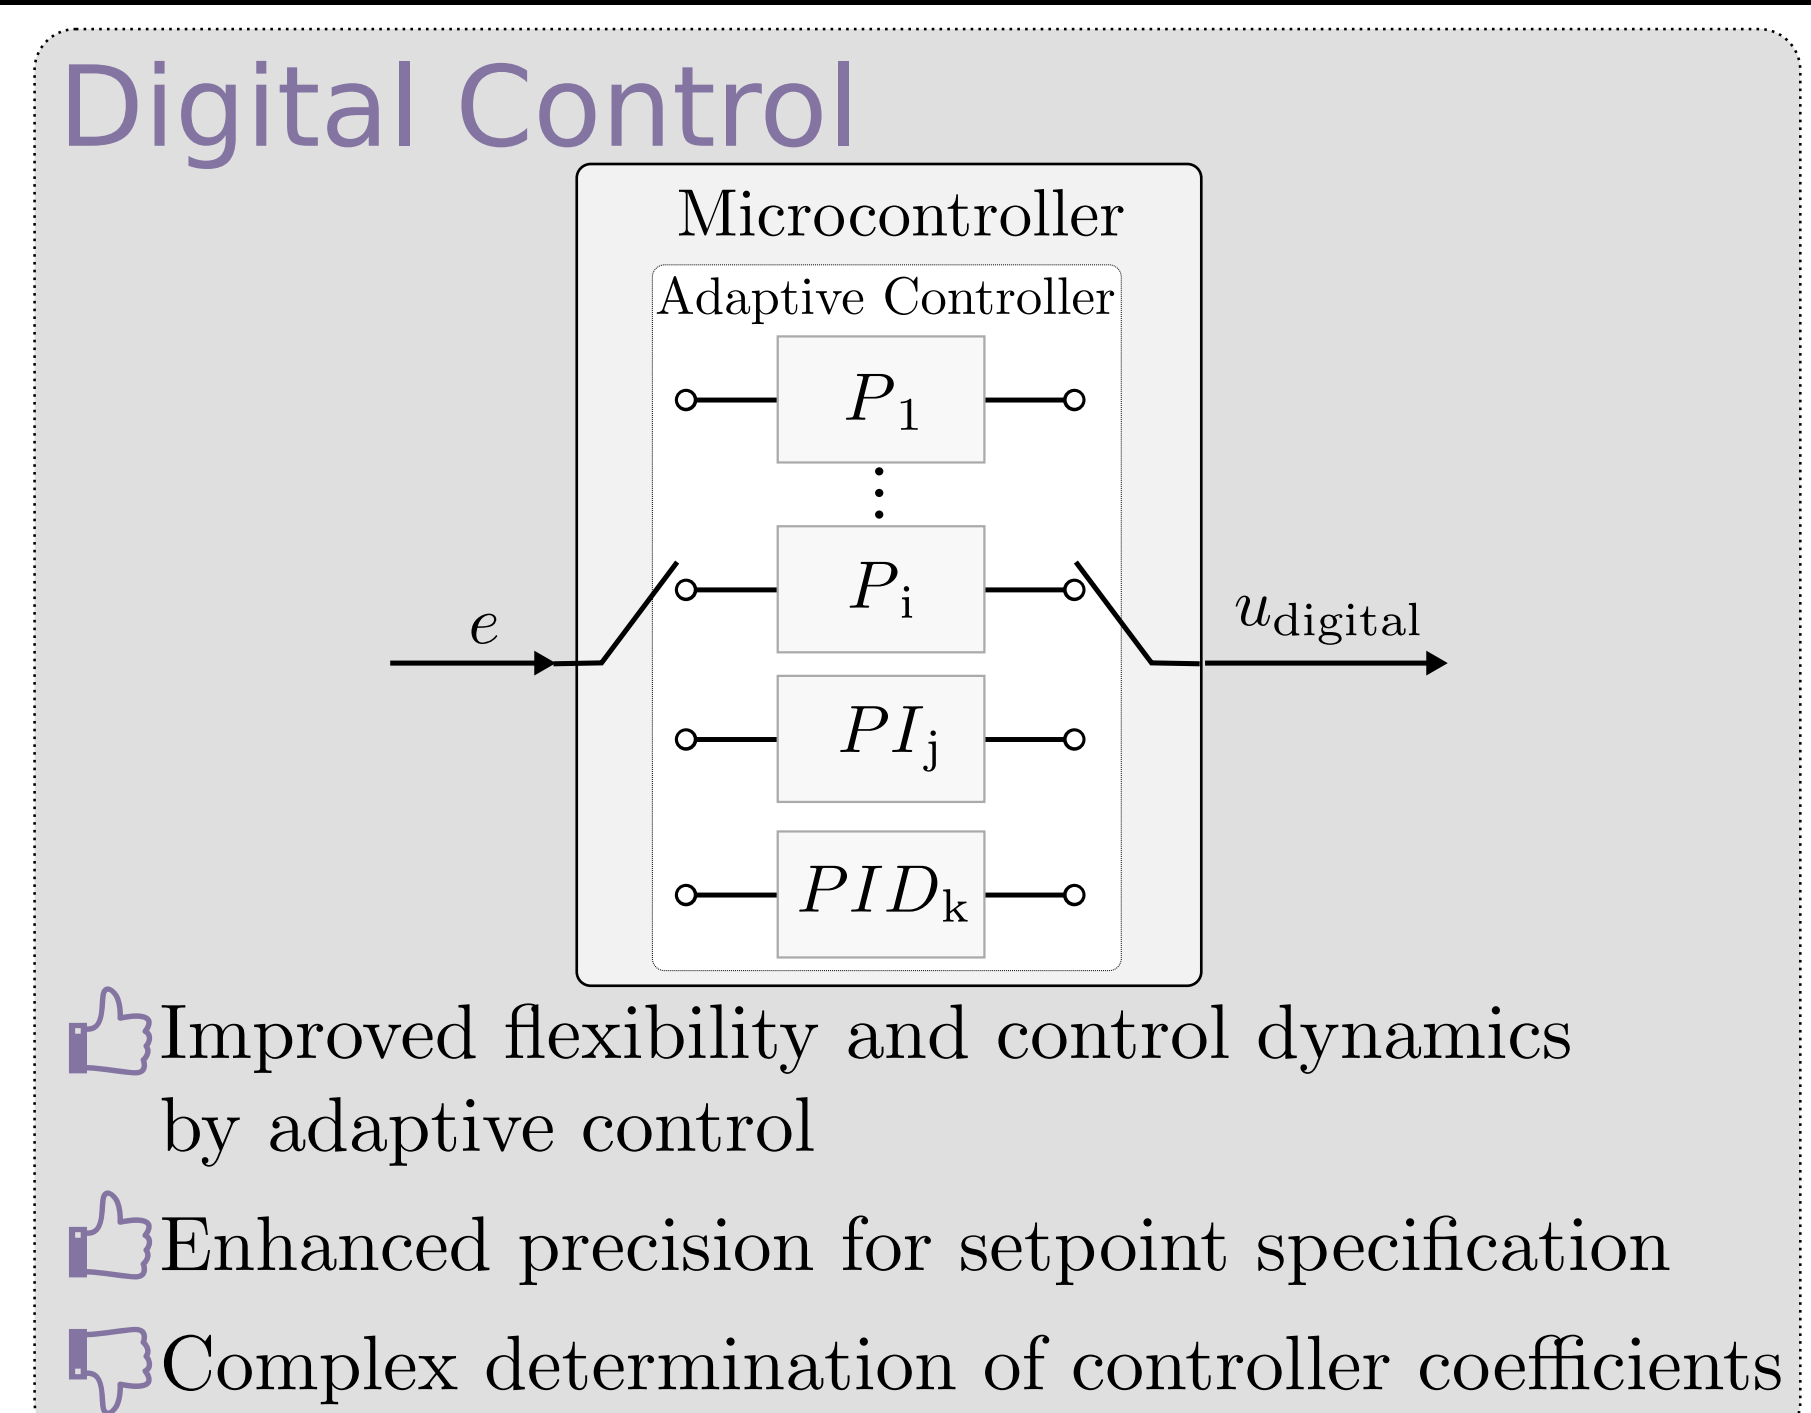 Digital Control
Microcontroller
Adaptive Controller
P1
Pi
e
udigital
PIj
PIDk
Improved flexibility and control dynamics
by adaptive control
Enhanced precision for setpoint specification
Complex determination of controller coefficients